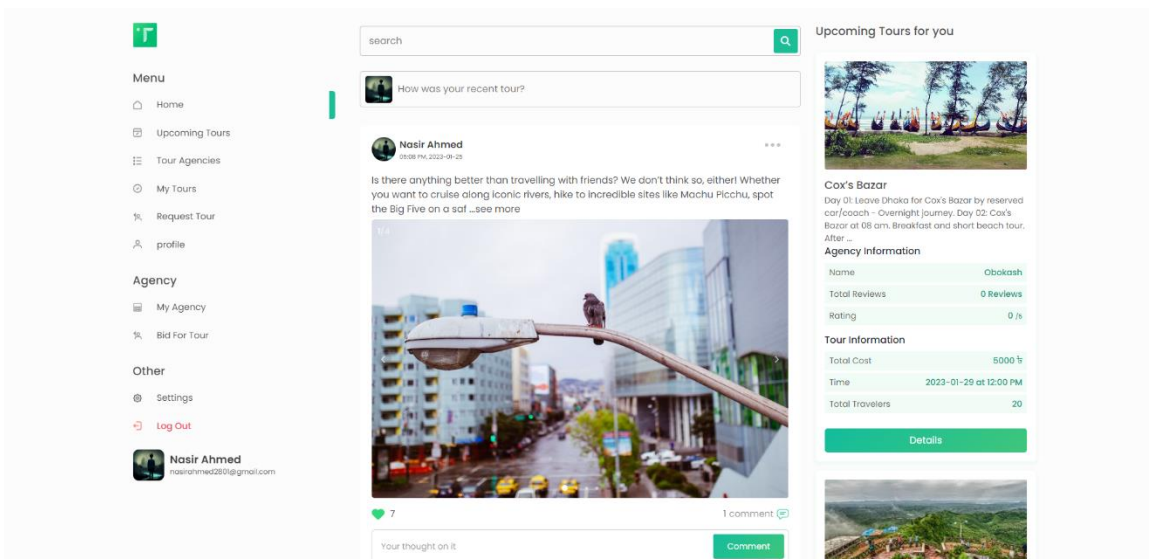 Menu
Home
Upcoming Tours
Tour Agencies
My Tours
Request Tour
profile
Agency
My Agency
Bid For Tour
Other
Settings
Log Out
Nasir Ahmed
nasirahmed2801@gmail.com
search
How was your recent tour?
Nasir Ahmed
05:08 PM, 2023-01-25
Is there anything better than travelling with friends? We don't think so, either! Whether
you want to cruise along iconic rivers, hike to incredible sites like Machu Picchu, spot
the Big Five on a saf ...see more
7
1 comment
Your thought on it
Comment
Upcoming Tours for you
Cox's Bazar
Day 01: Leave Dhaka for Cox's Bazar by reserved
car/coach - Overnight journey. Day 02: Cox's
Bazar at 08 am. Breakfast and short beach tour.
After ...
Agency Information
Name Obokash
Total Reviews 0 Reviews
Rating 0 /5
Tour Information
Total Cost 5000 ৳
Time 2023-01-29 at 12:00 PM
Total Travelers 20
Details